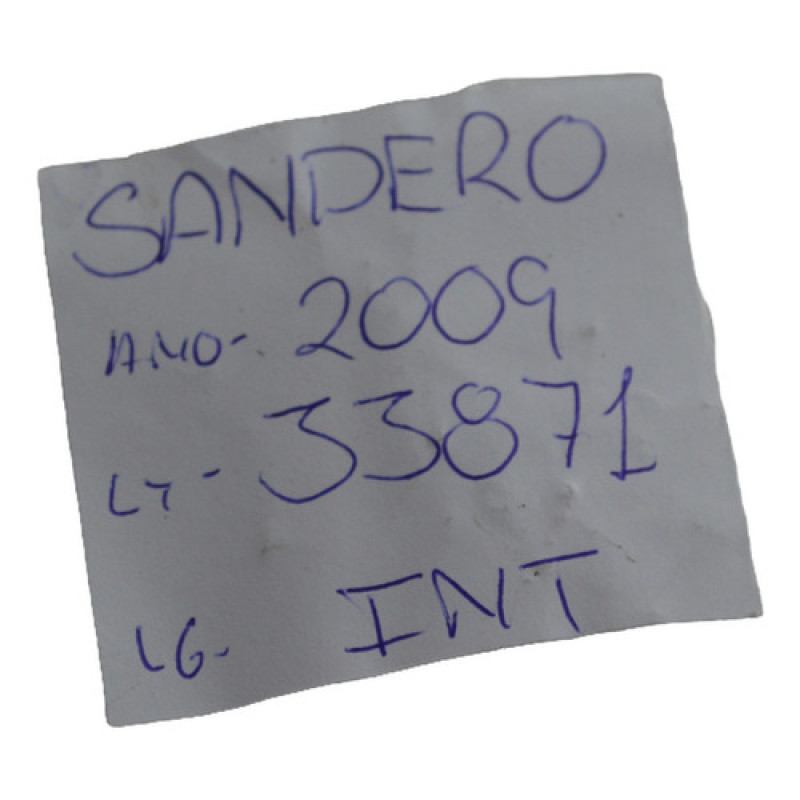 SANDERO
ANO- 2009
LT- 33871
LG- INT